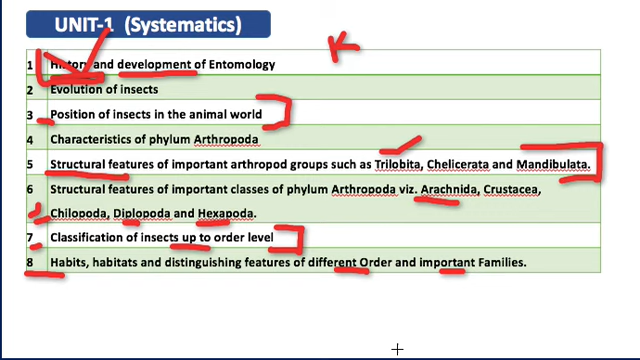 UNIT-1 (Systematics)
1 History and development of Entomology
2 Evolution of insects
3 Position of insects in the animal world
4 Characteristics of phylum Arthropoda
5 Structural features of important arthropod groups such as Trilobita, Chelicerata and Mandibulata.
6 Structural features of important classes of phylum Arthropoda viz. Arachnida, Crustacea,
Chilopoda, Diplopoda and Hexapoda.
7 Classification of insects up to order level
8 Habits, habitats and distinguishing features of different Order and important Families.